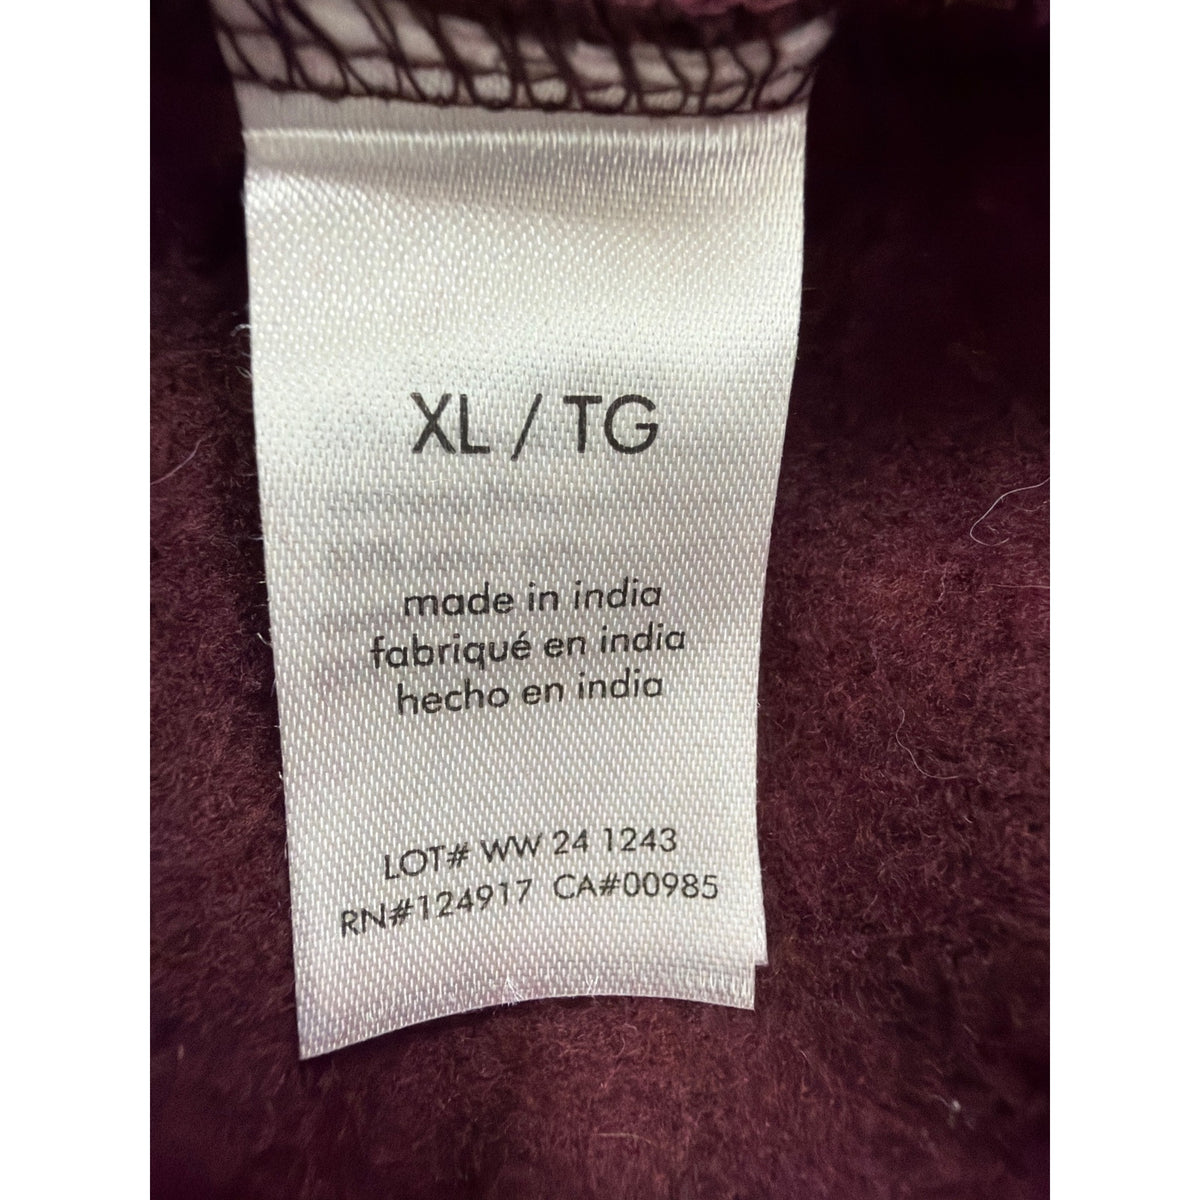 XL / TG
made in india
fabriqué en india
hecho en india
LOT# WW 24 1243
RN#124917 CA#00985